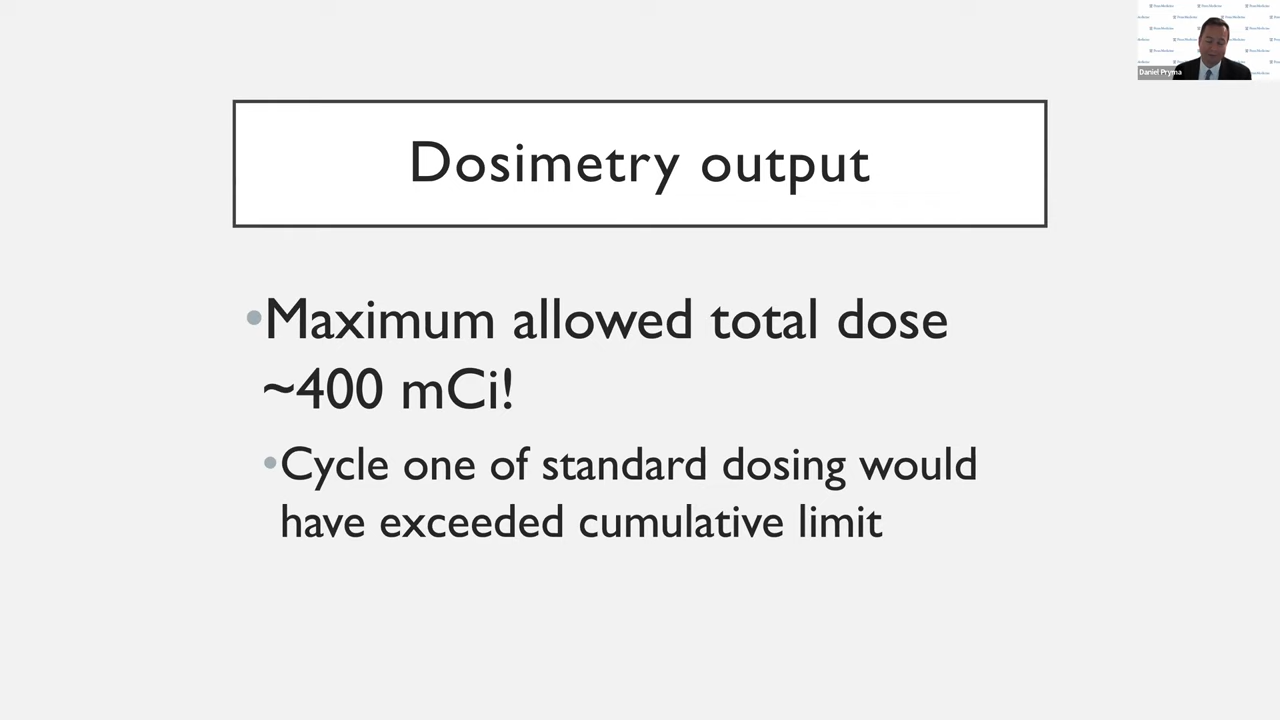 Dosimetry output
•Maximum allowed total dose
~400 mCi!
•Cycle one of standard dosing would
have exceeded cumulative limit
Daniel Pryma